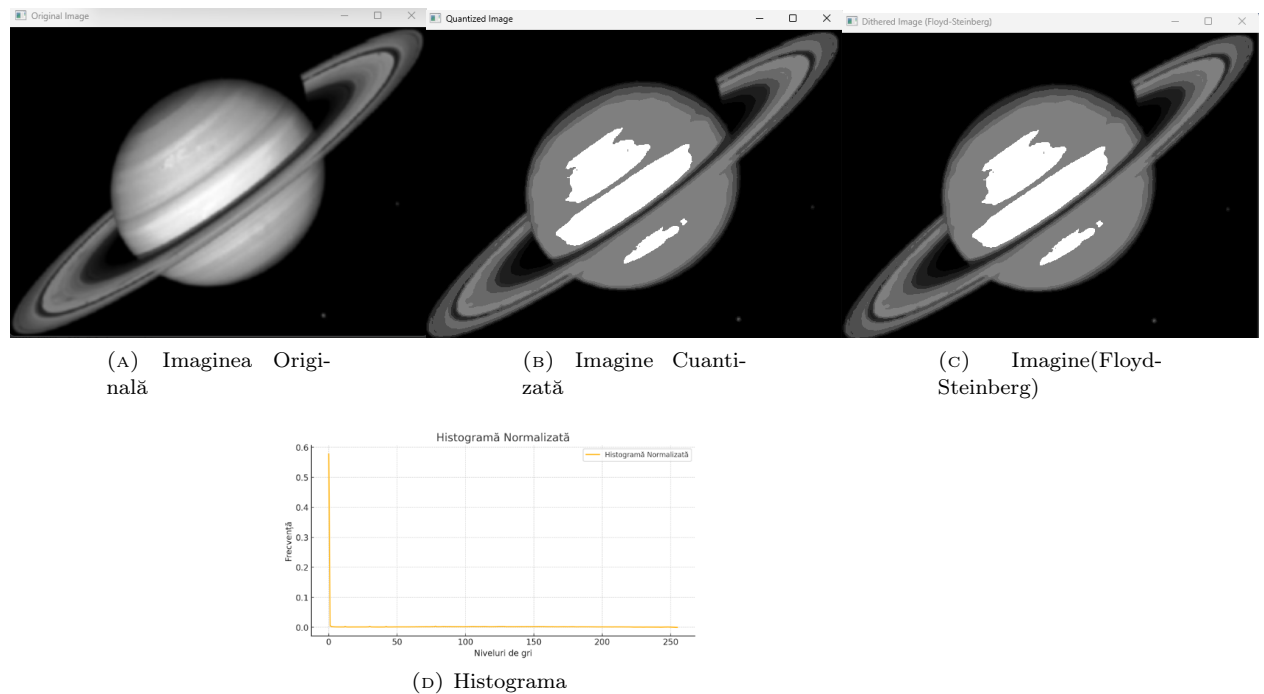 Original Image
Quantized Image
Dithered Image (Floyd-Steinberg)
(A) Imaginea Origi-
nală
(B) Imagine Cuanti-
zată
(C) Imagine(Floyd-
Steinberg)
Histogramă Normalizată
Histogramă Normalizată
Frecvență
0.6
0.5
0.4
0.3
0.2
0.1
0.0
0 50 100 150 200 250
Niveluri de gri
(D) Histograma